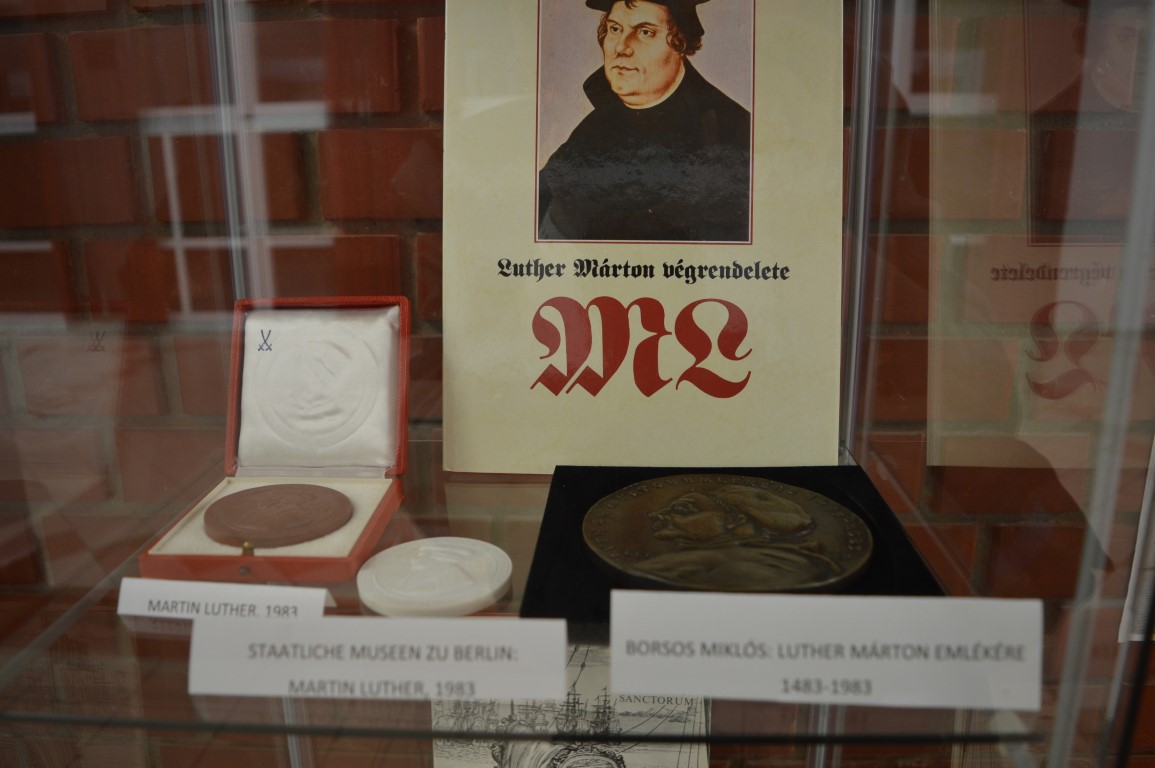 Luther Márton végrendelete
ML
MARTIN LUTHER, 1983
STAATLICHE MUSEEN ZU BERLIN:
MARTIN LUTHER, 1983
BORSOS MIKLÓS: LUTHER MÁRTON EMLÉKÉRE
1483-1983
SANCTORUM